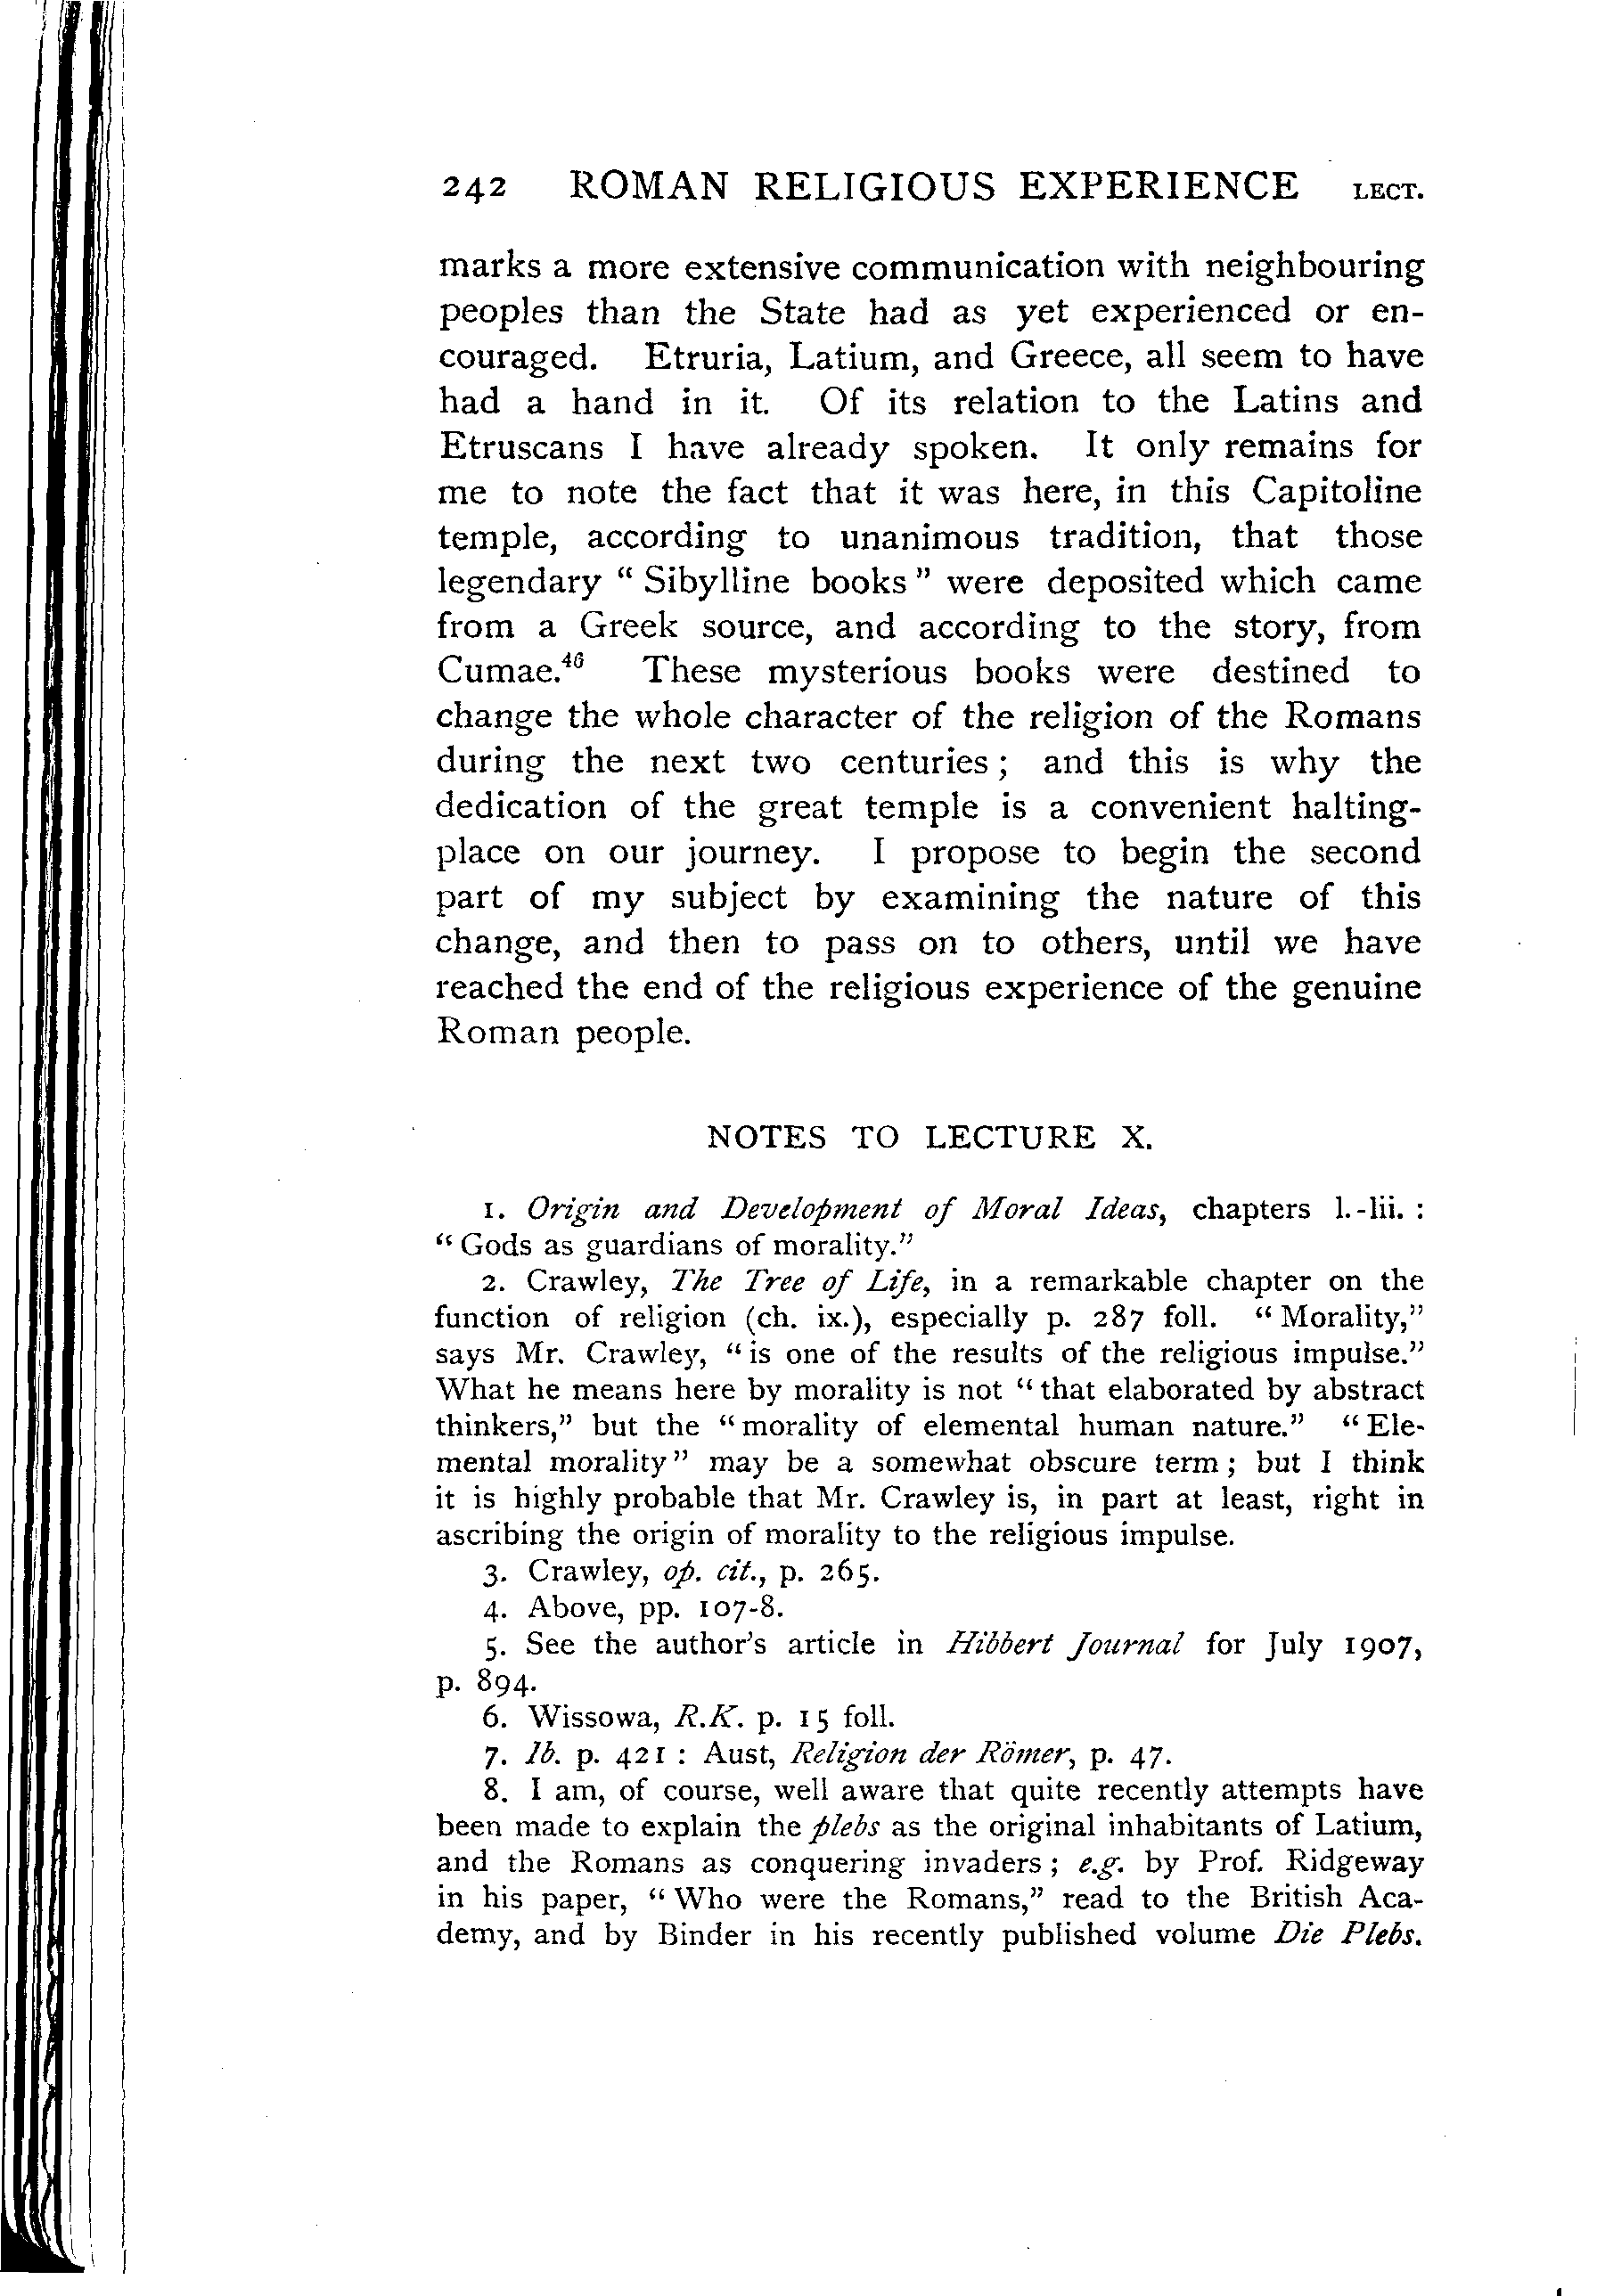 242 ROMAN RELIGIOUS EXPERIENCE LECT.
marks a more extensive communication with neighbouring
peoples than the State had as yet experienced or en-
couraged. Etruria, Latium, and Greece, all seem to have
had a hand in it. Of its relation to the Latins and
Etruscans I have already spoken. It only remains for
me to note the fact that it was here, in this Capitoline
temple, according to unanimous tradition, that those
legendary “ Sibylline books ” were deposited which came
from a Greek source, and according to the story, from
Cumae.⁴⁶ These mysterious books were destined to
change the whole character of the religion of the Romans
during the next two centuries ; and this is why the
dedication of the great temple is a convenient halting-
place on our journey. I propose to begin the second
part of my subject by examining the nature of this
change, and then to pass on to others, until we have
reached the end of the religious experience of the genuine
Roman people.
NOTES TO LECTURE X.
1. Origin and Development of Moral Ideas, chapters l.-lii. :
“ Gods as guardians of morality.”
2. Crawley, The Tree of Life, in a remarkable chapter on the
function of religion (ch. ix.), especially p. 287 foll. “ Morality,”
says Mr. Crawley, “ is one of the results of the religious impulse.”
What he means here by morality is not “ that elaborated by abstract
thinkers,” but the “ morality of elemental human nature.” “ Ele-
mental morality ” may be a somewhat obscure term ; but I think
it is highly probable that Mr. Crawley is, in part at least, right in
ascribing the origin of morality to the religious impulse.
3. Crawley, op. cit., p. 265.
4. Above, pp. 107-8.
5. See the author’s article in Hibbert Journal for July 1907,
p. 894.
6. Wissowa, R.K. p. 15 foll.
7. Ib. p. 421 : Aust, Religion der Römer, p. 47.
8. I am, of course, well aware that quite recently attempts have
been made to explain the plebs as the original inhabitants of Latium,
and the Romans as conquering invaders ; e.g. by Prof. Ridgeway
in his paper, “ Who were the Romans,” read to the British Aca-
demy, and by Binder in his recently published volume Die Plebs.